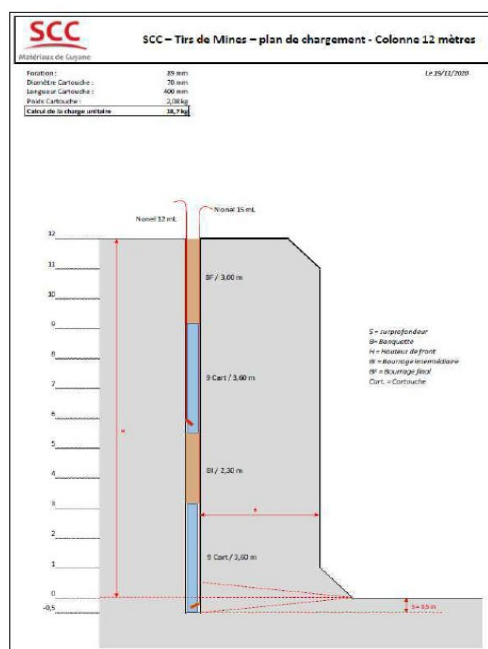 SCC
Matériaux de Guyane
SCC – Tirs de Mines – plan de chargement - Colonne 12 mètres
Foration : 89 mm
Diamètre Cartouche : 70 mm
Longueur Cartouche : 400 mm
Poids Cartouche : 2,08 kg
Calcul de la charge unitaire 18,7 kg
Nonel 12 mL
Nonel 15 mL
12
11
10
9
8
7
6
5
4
3
2
1
0
-0,5
BF / 3,00 m
9 Cart / 3,60 m
BI / 2,30 m
9 Cart / 3,60 m
H
S = surprofondeur
B= Banquette
H = Hauteur de front
BI = Bourrage intermédiaire
BF = Bourrage final
Cart. = Cartouche
S = 0,5 m